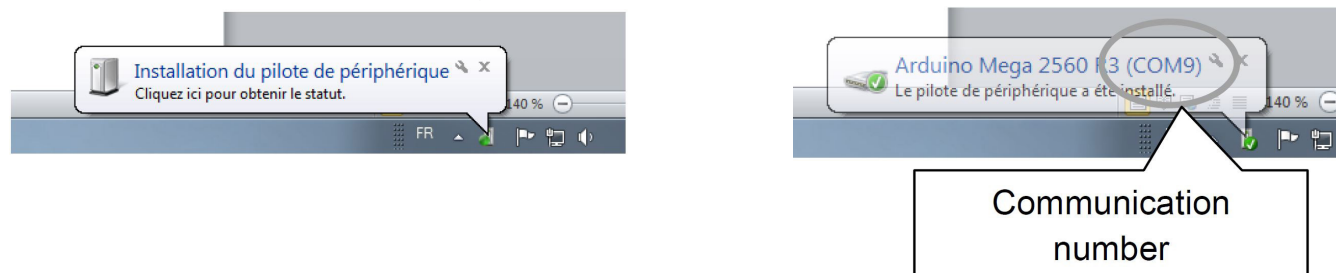 Installation du pilote de périphérique
Cliquez ici pour obtenir le statut.
140 %
FR
Arduino Mega 2560 R3 (COM9)
Le pilote de périphérique a été installé.
140 %
Communication
number